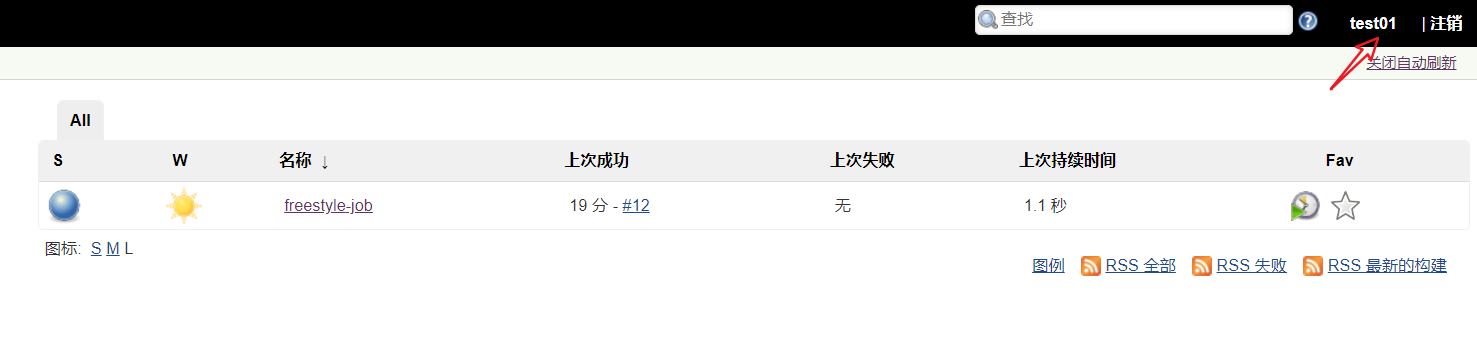 查找 test01 | 注销
关闭自动刷新
All
S W 名称 ↓ 上次成功 上次失败 上次持续时间 Fav
freestyle-job 19 分 - #12 无 1.1 秒
图标: S M L
图例 RSS 全部 RSS 失败 RSS 最新的构建